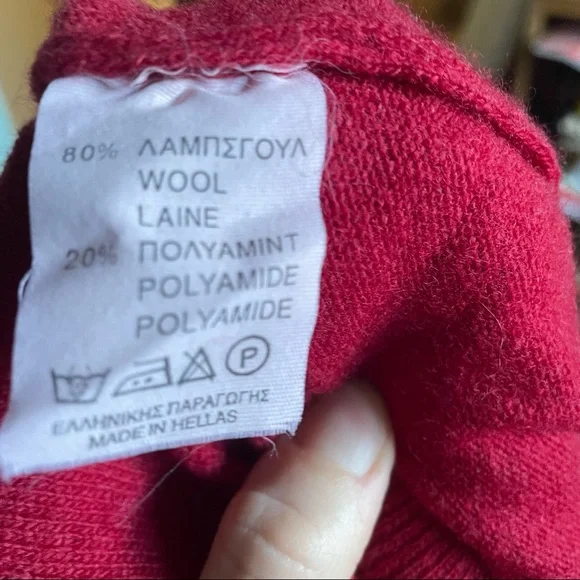 80% ΛΑΜΠΣΓΟΥΛ
WOOL
LAINE
20% ΠΟΛΥΑΜΙΝΤ
POLYAMIDE
POLYAMIDE
P
ΕΛΛΗΝΙΚΗΣ ΠΑΡΑΓΩΓΗΣ
MADE IN HELLAS